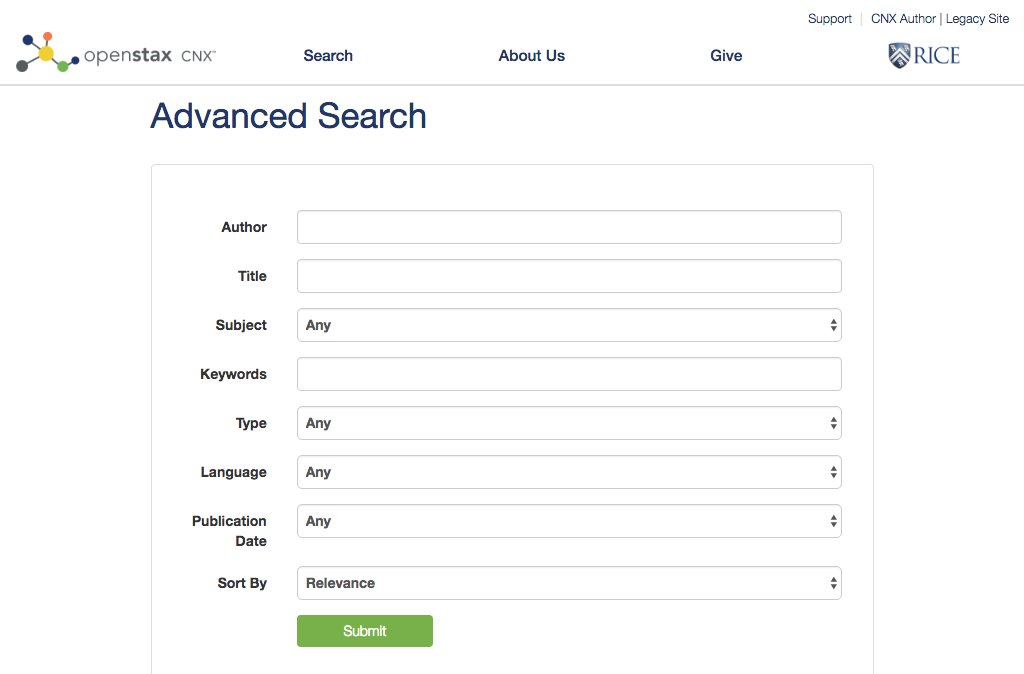 Support | CNX Author | Legacy Site
openstax CNX™ Search About Us Give RICE
Advanced Search
Author
Title
Subject Any
Keywords
Type Any
Language Any
Publication
Date Any
Sort By Relevance
Submit